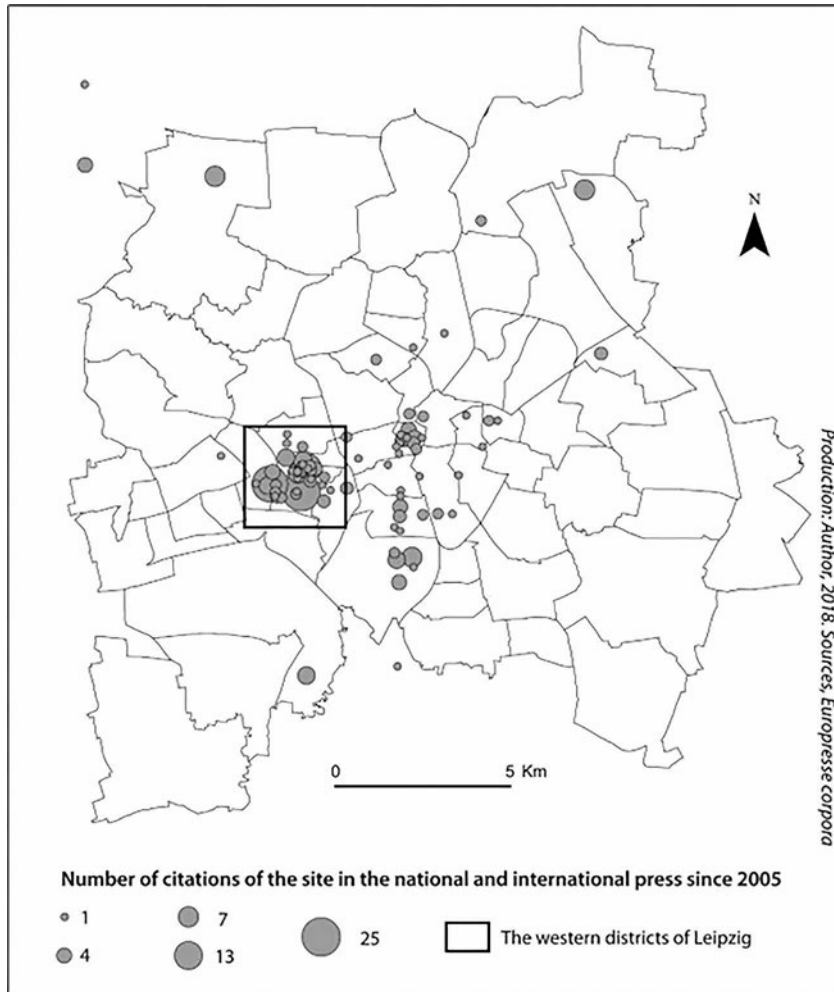 N
Production: Author, 2018. Sources, Europresse corpora
0 5 Km
Number of citations of the site in the national and international press since 2005
1 7 25 The western districts of Leipzig
4 13